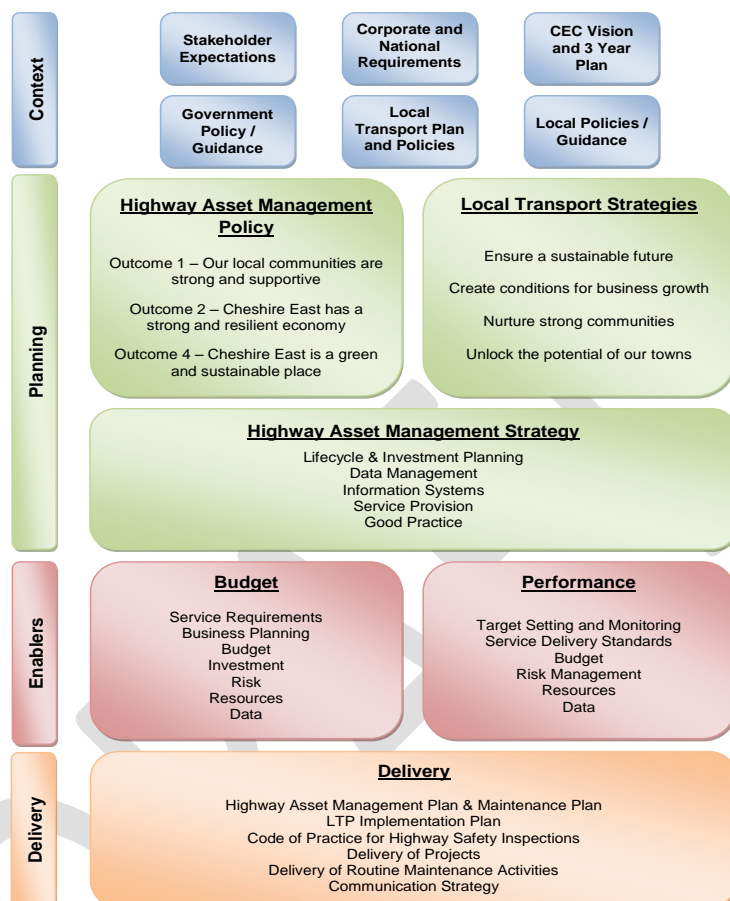 Context
Stakeholder
Expectations
Corporate and
National
Requirements
CEC Vision
and 3 Year
Plan
Government
Policy /
Guidance
Local
Transport Plan
and Policies
Local Policies /
Guidance
Planning
Highway Asset Management
Policy
Outcome 1 – Our local communities are
strong and supportive
Outcome 2 – Cheshire East has a
strong and resilient economy
Outcome 4 – Cheshire East is a green
and sustainable place
Local Transport Strategies
Ensure a sustainable future
Create conditions for business growth
Nurture strong communities
Unlock the potential of our towns
Highway Asset Management Strategy
Lifecycle & Investment Planning
Data Management
Information Systems
Service Provision
Good Practice
Enablers
Budget
Service Requirements
Business Planning
Budget
Investment
Risk
Resources
Data
Performance
Target Setting and Monitoring
Service Delivery Standards
Budget
Risk Management
Resources
Data
Delivery
Delivery
Highway Asset Management Plan & Maintenance Plan
LTP Implementation Plan
Code of Practice for Highway Safety Inspections
Delivery of Projects
Delivery of Routine Maintenance Activities
Communication Strategy